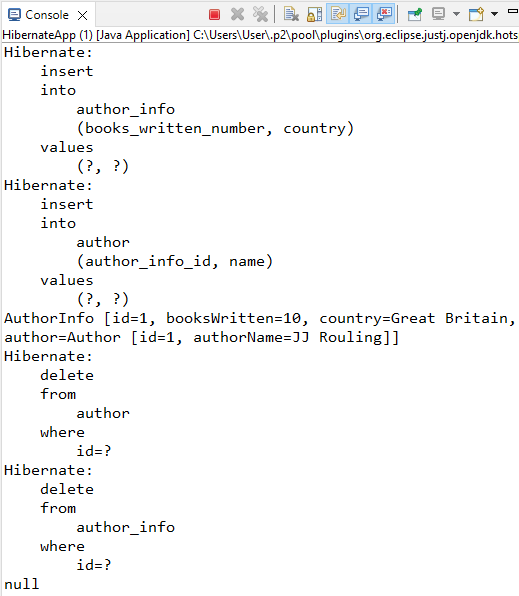 Console
HibernateApp (1) [Java Application] C:\Users\User\.p2\pool\plugins\org.eclipse.justj.openjdk.hots
Hibernate:
    insert
    into
        author_info
        (books_written_number, country)
    values
        (?, ?)
Hibernate:
    insert
    into
        author
        (author_info_id, name)
    values
        (?, ?)
AuthorInfo [id=1, booksWritten=10, country=Great Britain,
author=Author [id=1, authorName=JJ Rouling]]
Hibernate:
    delete
    from
        author
    where
        id=?
Hibernate:
    delete
    from
        author_info
    where
        id=?
null